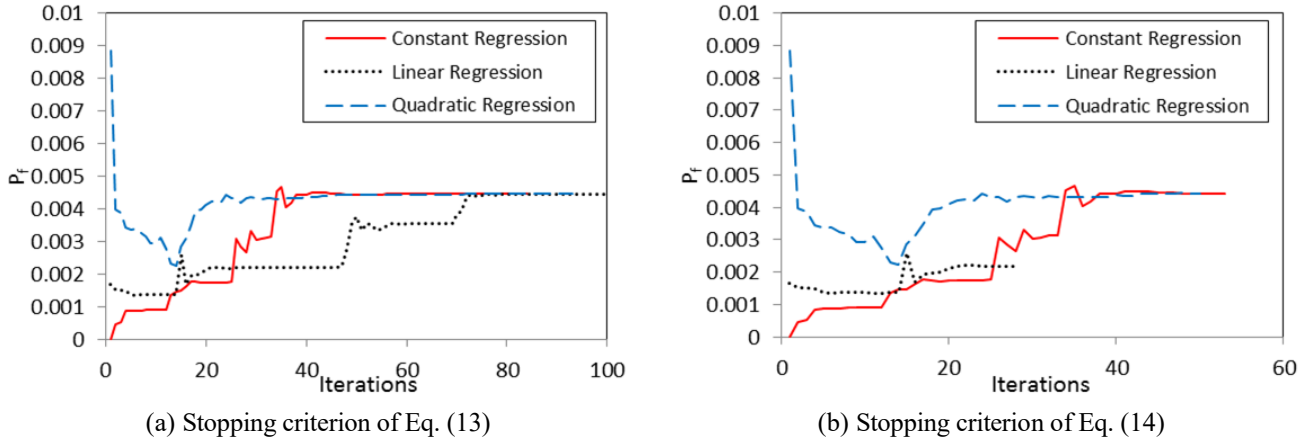 0.01
0.009
0.008
0.007
0.006
0.005
0.004
0.003
0.002
0.001
0
Pf
Constant Regression
Linear Regression
Quadratic Regression
0 20 40 60 80 100
Iterations
(a) Stopping criterion of Eq. (13)
0.01
0.009
0.008
0.007
0.006
0.005
0.004
0.003
0.002
0.001
0
Pf
Constant Regression
Linear Regression
Quadratic Regression
0 20 40 60
Iterations
(b) Stopping criterion of Eq. (14)